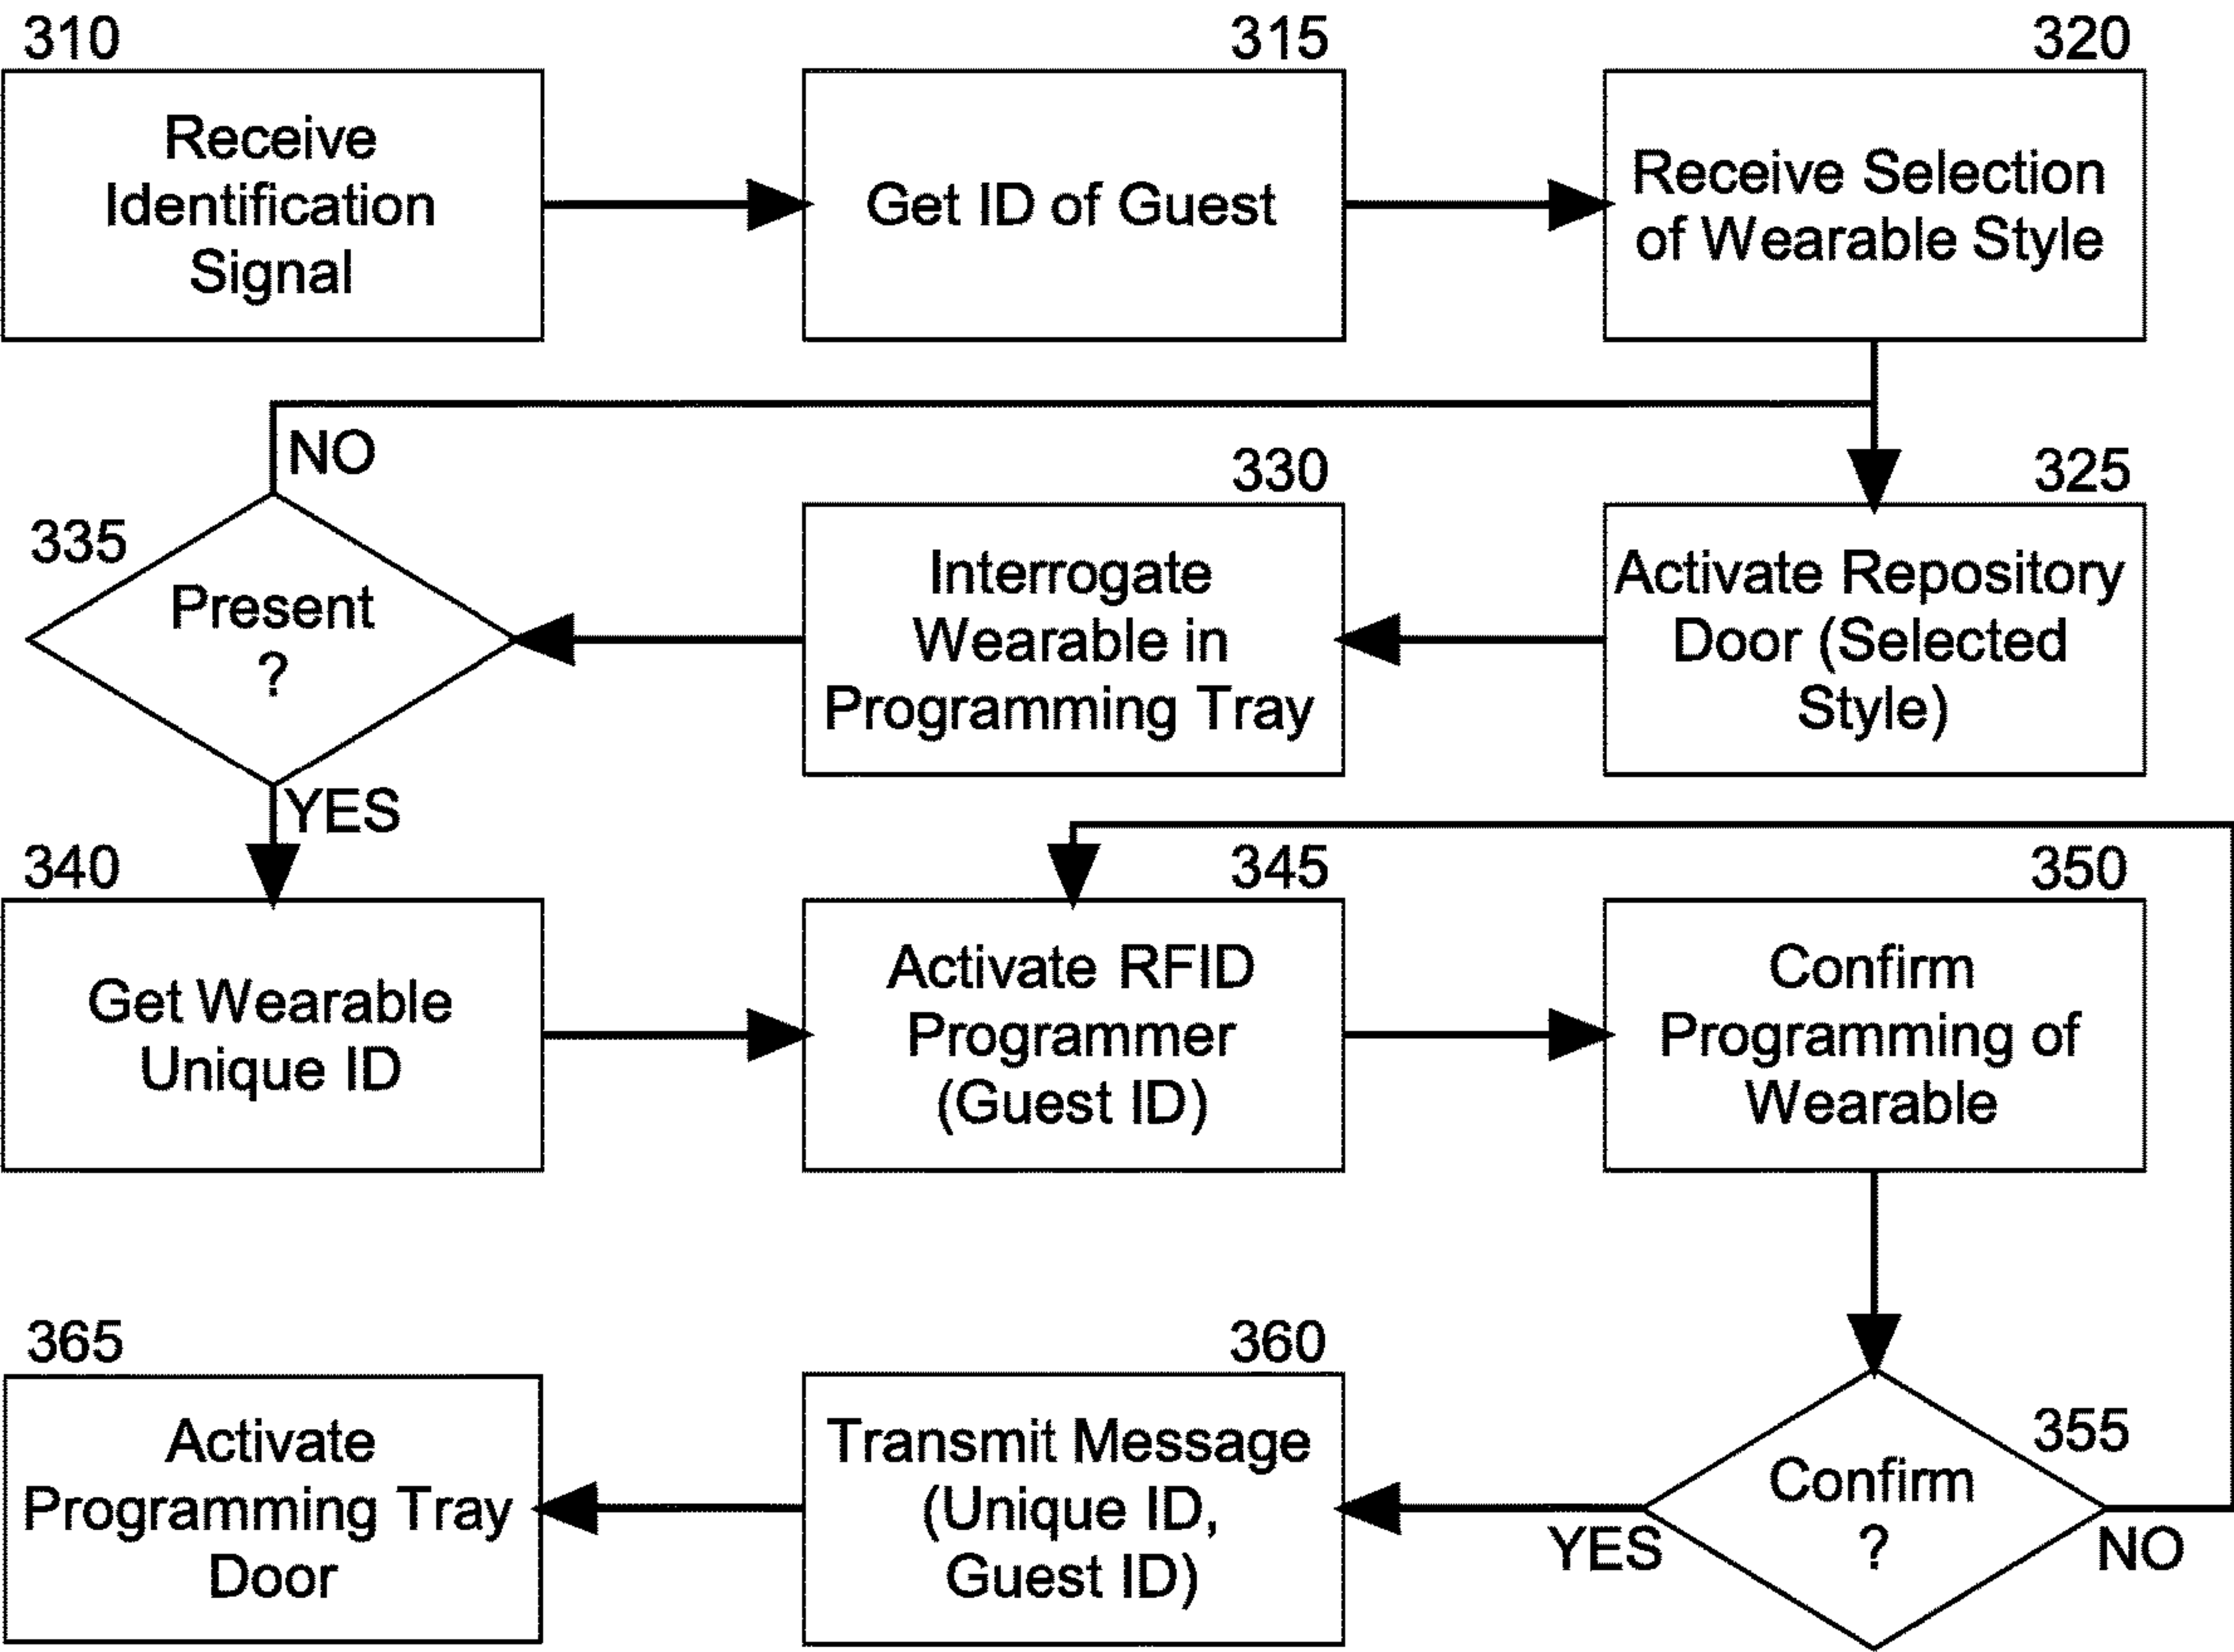 310
Receive
Identification
Signal
315
Get ID of Guest
320
Receive Selection
of Wearable Style
325
Activate Repository
Door (Selected
Style)
330
Interrogate
Wearable in
Programming Tray
335
Present
?
NO
YES
340
Get Wearable
Unique ID
345
Activate RFID
Programmer
(Guest ID)
350
Confirm
Programming of
Wearable
355
Confirm
?
YES
NO
360
Transmit Message
(Unique ID,
Guest ID)
365
Activate
Programming Tray
Door